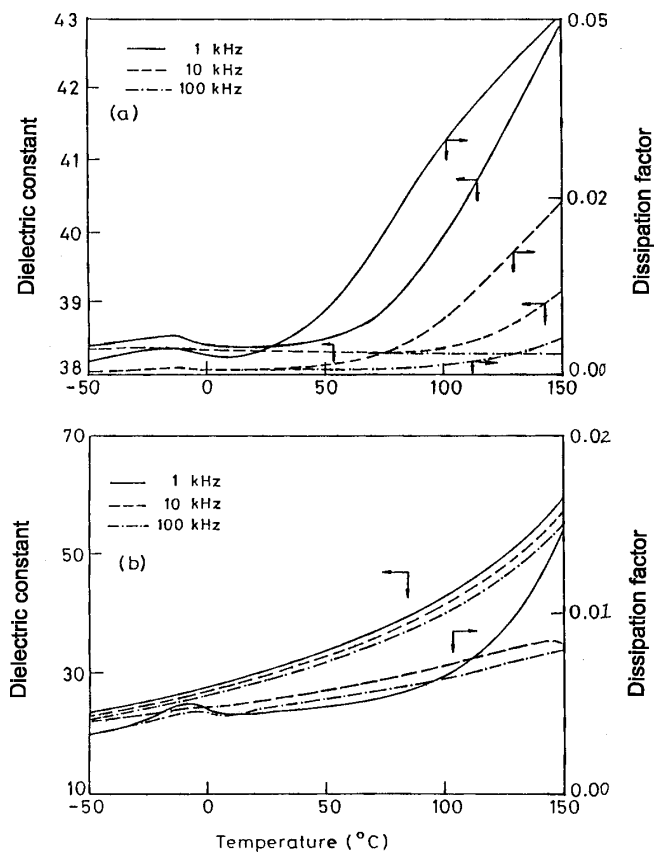 43
42
41
40
39
38
Dielectric constant
1 kHz
10 kHz
100 kHz
(a)
0.05
0.02
0.00
Dissipation factor
-50
0
50
100
150
70
50
30
10
Dielectric constant
1 kHz
10 kHz
100 kHz
(b)
0.02
0.01
0.00
Dissipation factor
-50
0
50
100
150
Temperature (°C)